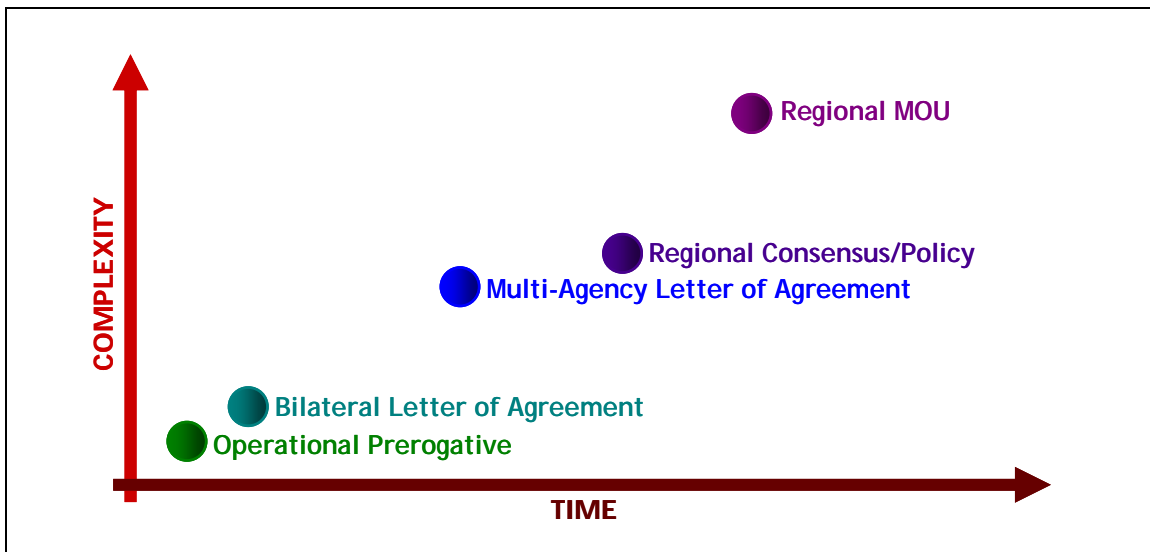 Regional MOU
COMPLEXITY
Regional Consensus/Policy
Multi-Agency Letter of Agreement
Bilateral Letter of Agreement
Operational Prerogative
TIME